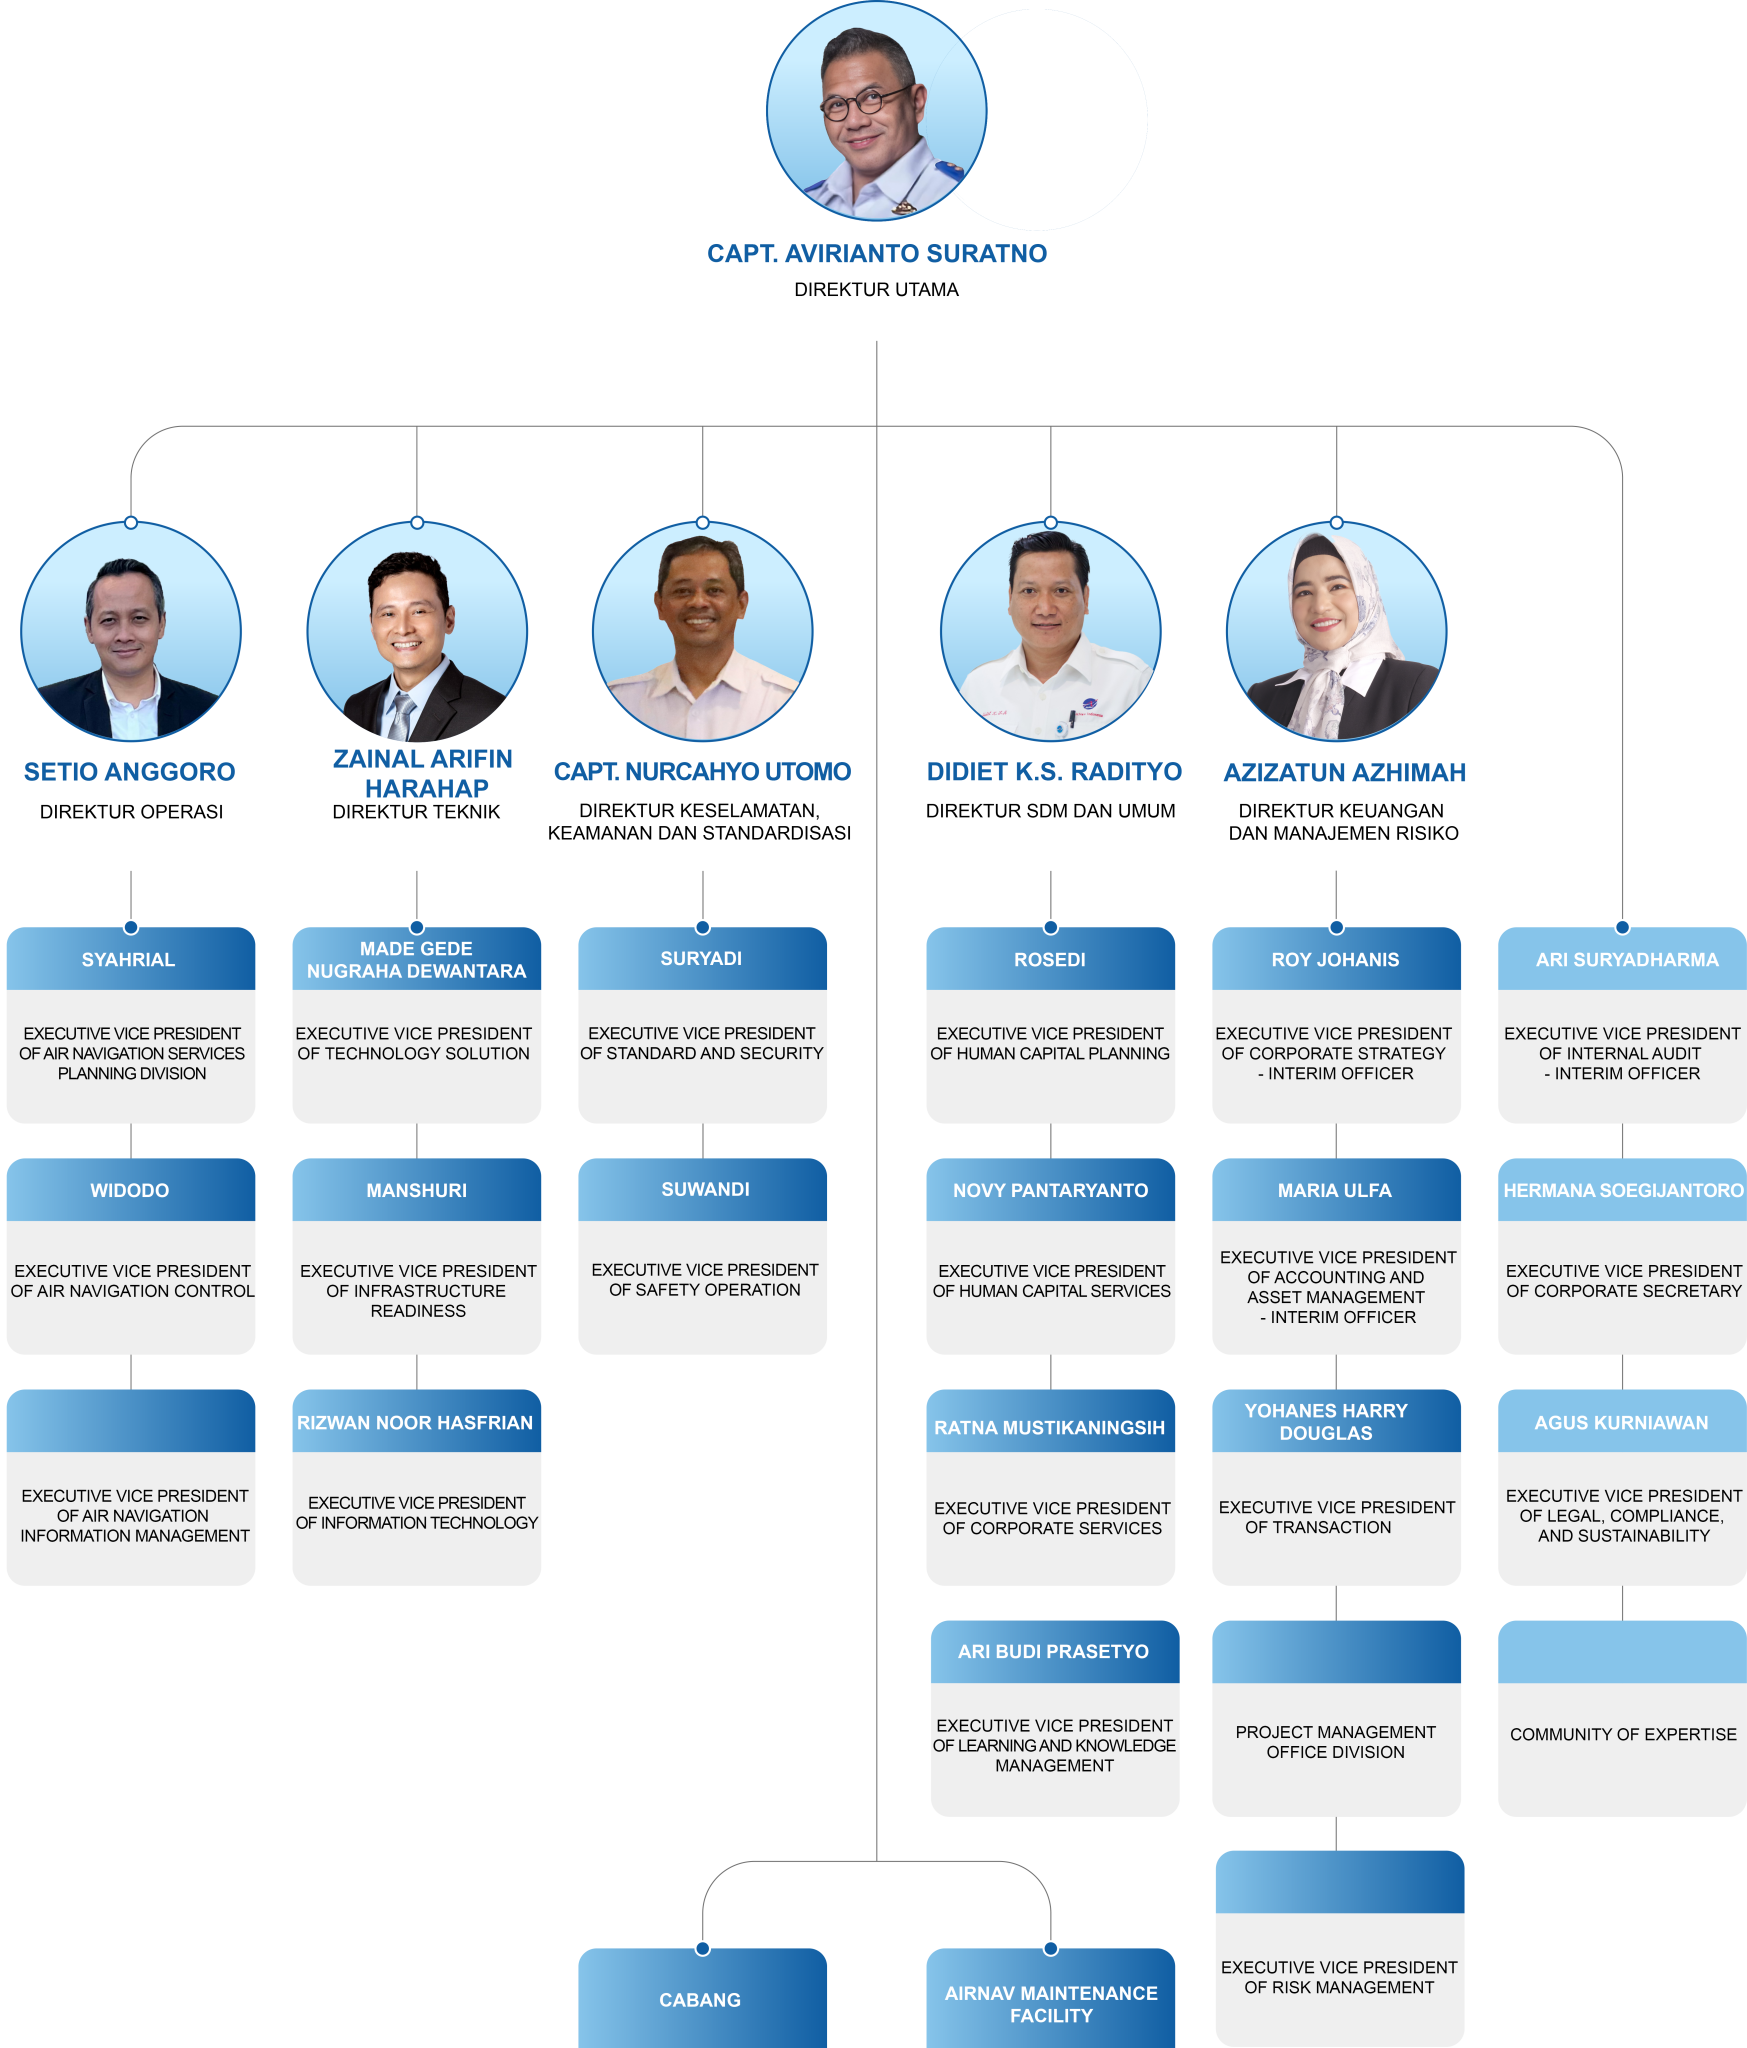 CAPT. AVIRIANTO SURATNO
DIREKTUR UTAMA
SETIO ANGGORO
DIREKTUR OPERASI
ZAINAL ARIFIN
HARAHAP
DIREKTUR TEKNIK
CAPT. NURCAHYO UTOMO
DIREKTUR KESELAMATAN,
KEAMANAN DAN STANDARDISASI
DIDIET K.S. RADITYO
DIREKTUR SDM DAN UMUM
AZIZATUN AZHIMAH
DIREKTUR KEUANGAN
DAN MANAJEMEN RISIKO
SYAHRIAL
EXECUTIVE VICE PRESIDENT
OF AIR NAVIGATION SERVICES
PLANNING DIVISION
MADE GEDE
NUGRAHA DEWANTARA
EXECUTIVE VICE PRESIDENT
OF TECHNOLOGY SOLUTION
SURYADI
EXECUTIVE VICE PRESIDENT
OF STANDARD AND SECURITY
ROSEDI
EXECUTIVE VICE PRESIDENT
OF HUMAN CAPITAL PLANNING
ROY JOHANIS
EXECUTIVE VICE PRESIDENT
OF CORPORATE STRATEGY
- INTERIM OFFICER
ARI SURYADHARMA
EXECUTIVE VICE PRESIDENT
OF INTERNAL AUDIT
- INTERIM OFFICER
WIDODO
EXECUTIVE VICE PRESIDENT
OF AIR NAVIGATION CONTROL
MANSHURI
EXECUTIVE VICE PRESIDENT
OF INFRASTRUCTURE
READINESS
SUWANDI
EXECUTIVE VICE PRESIDENT
OF SAFETY OPERATION
NOVY PANTARYANTO
EXECUTIVE VICE PRESIDENT
OF HUMAN CAPITAL SERVICES
MARIA ULFA
EXECUTIVE VICE PRESIDENT
OF ACCOUNTING AND
ASSET MANAGEMENT
- INTERIM OFFICER
HERMANA SOEGIJANTORO
EXECUTIVE VICE PRESIDENT
OF CORPORATE SECRETARY
EXECUTIVE VICE PRESIDENT
OF AIR NAVIGATION
INFORMATION MANAGEMENT
RIZWAN NOOR HASFRIAN
EXECUTIVE VICE PRESIDENT
OF INFORMATION TECHNOLOGY
RATNA MUSTIKANINGSIH
EXECUTIVE VICE PRESIDENT
OF CORPORATE SERVICES
YOHANES HARRY
DOUGLAS
EXECUTIVE VICE PRESIDENT
OF TRANSACTION
AGUS KURNIAWAN
EXECUTIVE VICE PRESIDENT
OF LEGAL, COMPLIANCE,
AND SUSTAINABILITY
ARI BUDI PRASETYO
EXECUTIVE VICE PRESIDENT
OF LEARNING AND KNOWLEDGE
MANAGEMENT
PROJECT MANAGEMENT
OFFICE DIVISION
COMMUNITY OF EXPERTISE
EXECUTIVE VICE PRESIDENT
OF RISK MANAGEMENT
CABANG
AIRNAV MAINTENANCE
FACILITY